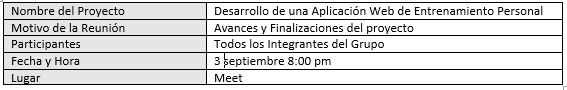 Nombre del Proyecto Desarrollo de una Aplicación Web de Entrenamiento Personal
Motivo de la Reunión Avances y Finalizaciones del proyecto
Participantes Todos los Integrantes del Grupo
Fecha y Hora 3 septiembre 8:00 pm
Lugar Meet